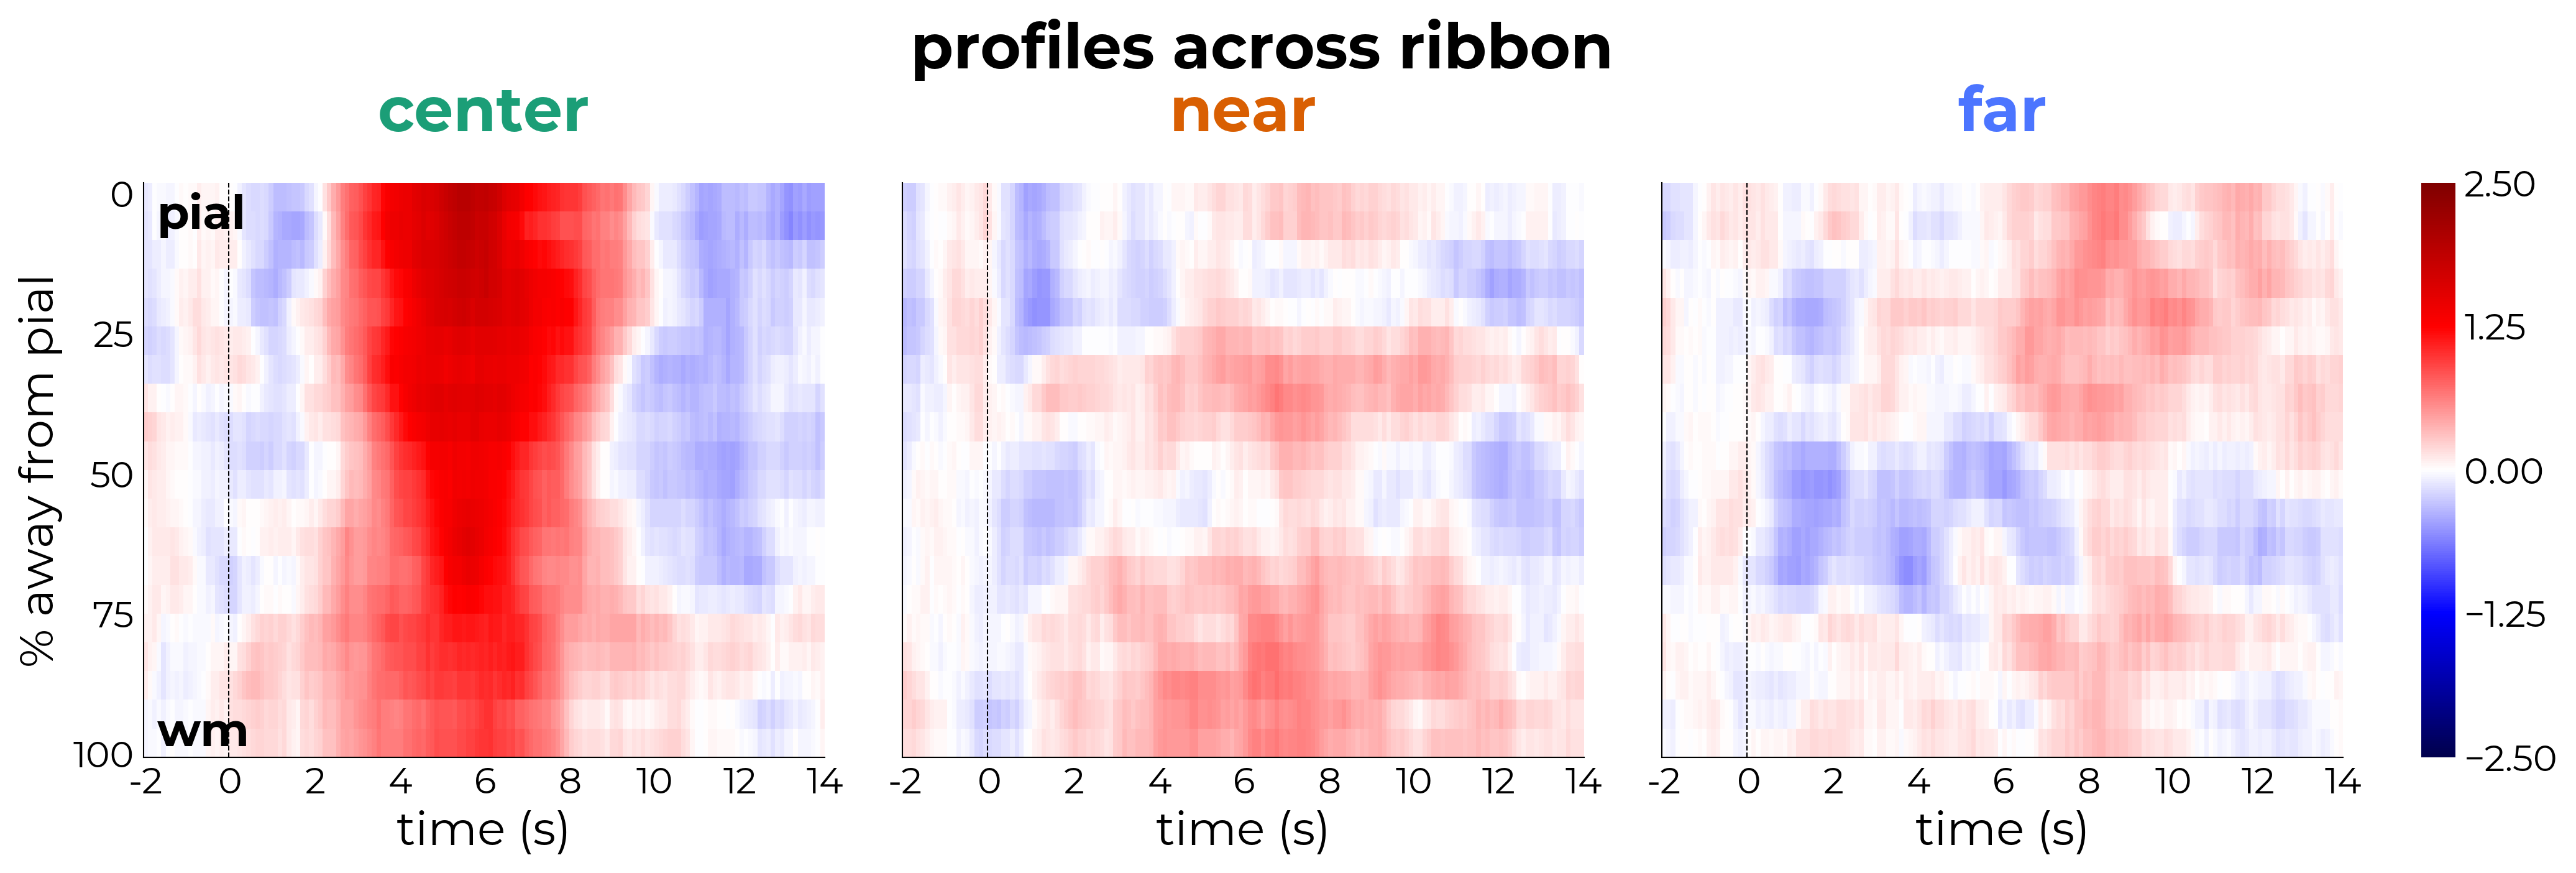 profiles across ribbon
center near far
pial
wm
% away from pial
0
25
50
75
100
-2 0 2 4 6 8 10 12 14
time (s)
-2 0 2 4 6 8 10 12 14
time (s)
-2 0 2 4 6 8 10 12 14
time (s)
2.50
1.25
0.00
−1.25
−2.50